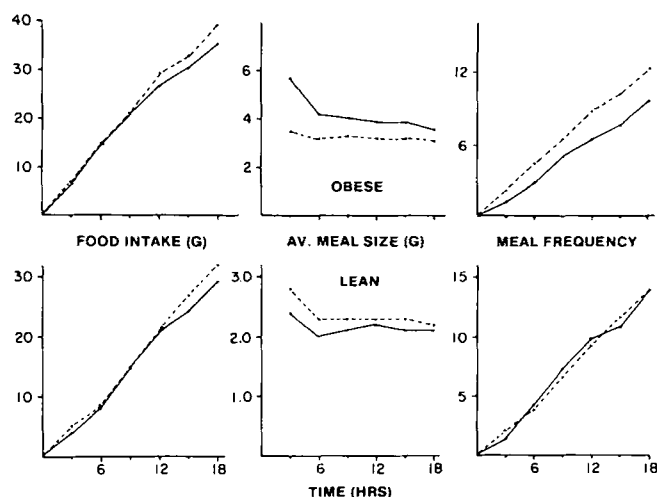 40
30
20
10
6
4
2
12
6
OBESE
FOOD INTAKE (G)
AV. MEAL SIZE (G)
MEAL FREQUENCY
30
20
10
3.0
2.0
1.0
15
10
5
LEAN
6 12 18
6 12 18
6 12 18
TIME (HRS)